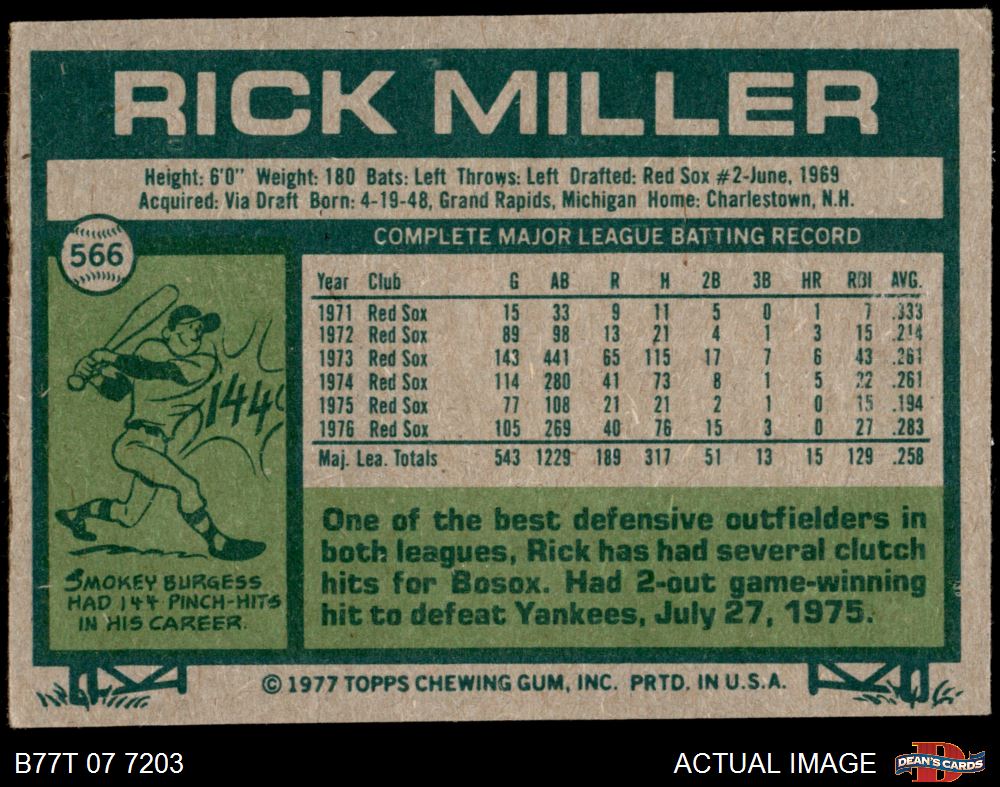 RICK MILLER
Height: 6'0" Weight: 180 Bats: Left Throws: Left Drafted: Red Sox #2-June, 1969
Acquired: Via Draft Born: 4-19-48, Grand Rapids, Michigan Home: Charlestown, N.H.
566
COMPLETE MAJOR LEAGUE BATTING RECORD
Year Club G AB R H 2B 3B HR RBI AVG.
1971 Red Sox 15 33 9 11 5 0 1 7 .333
1972 Red Sox 89 98 13 21 4 1 3 15 .214
1973 Red Sox 143 441 65 115 17 7 6 43 .261
1974 Red Sox 114 280 41 73 8 1 5 22 .261
1975 Red Sox 77 108 21 21 2 1 0 15 .194
1976 Red Sox 105 269 40 76 15 3 0 27 .283
Maj. Lea. Totals 543 1229 189 317 51 13 15 129 .258
144
SMOKEY BURGESS
HAD 144 PINCH-HITS
IN HIS CAREER.
One of the best defensive outfielders in
both leagues, Rick has had several clutch
hits for Bosox. Had 2-out game-winning
hit to defeat Yankees, July 27, 1975.
© 1977 TOPPS CHEWING GUM, INC. PRTD. IN U.S.A.
B77T 07 7203
ACTUAL IMAGE
DEAN'S CARDS